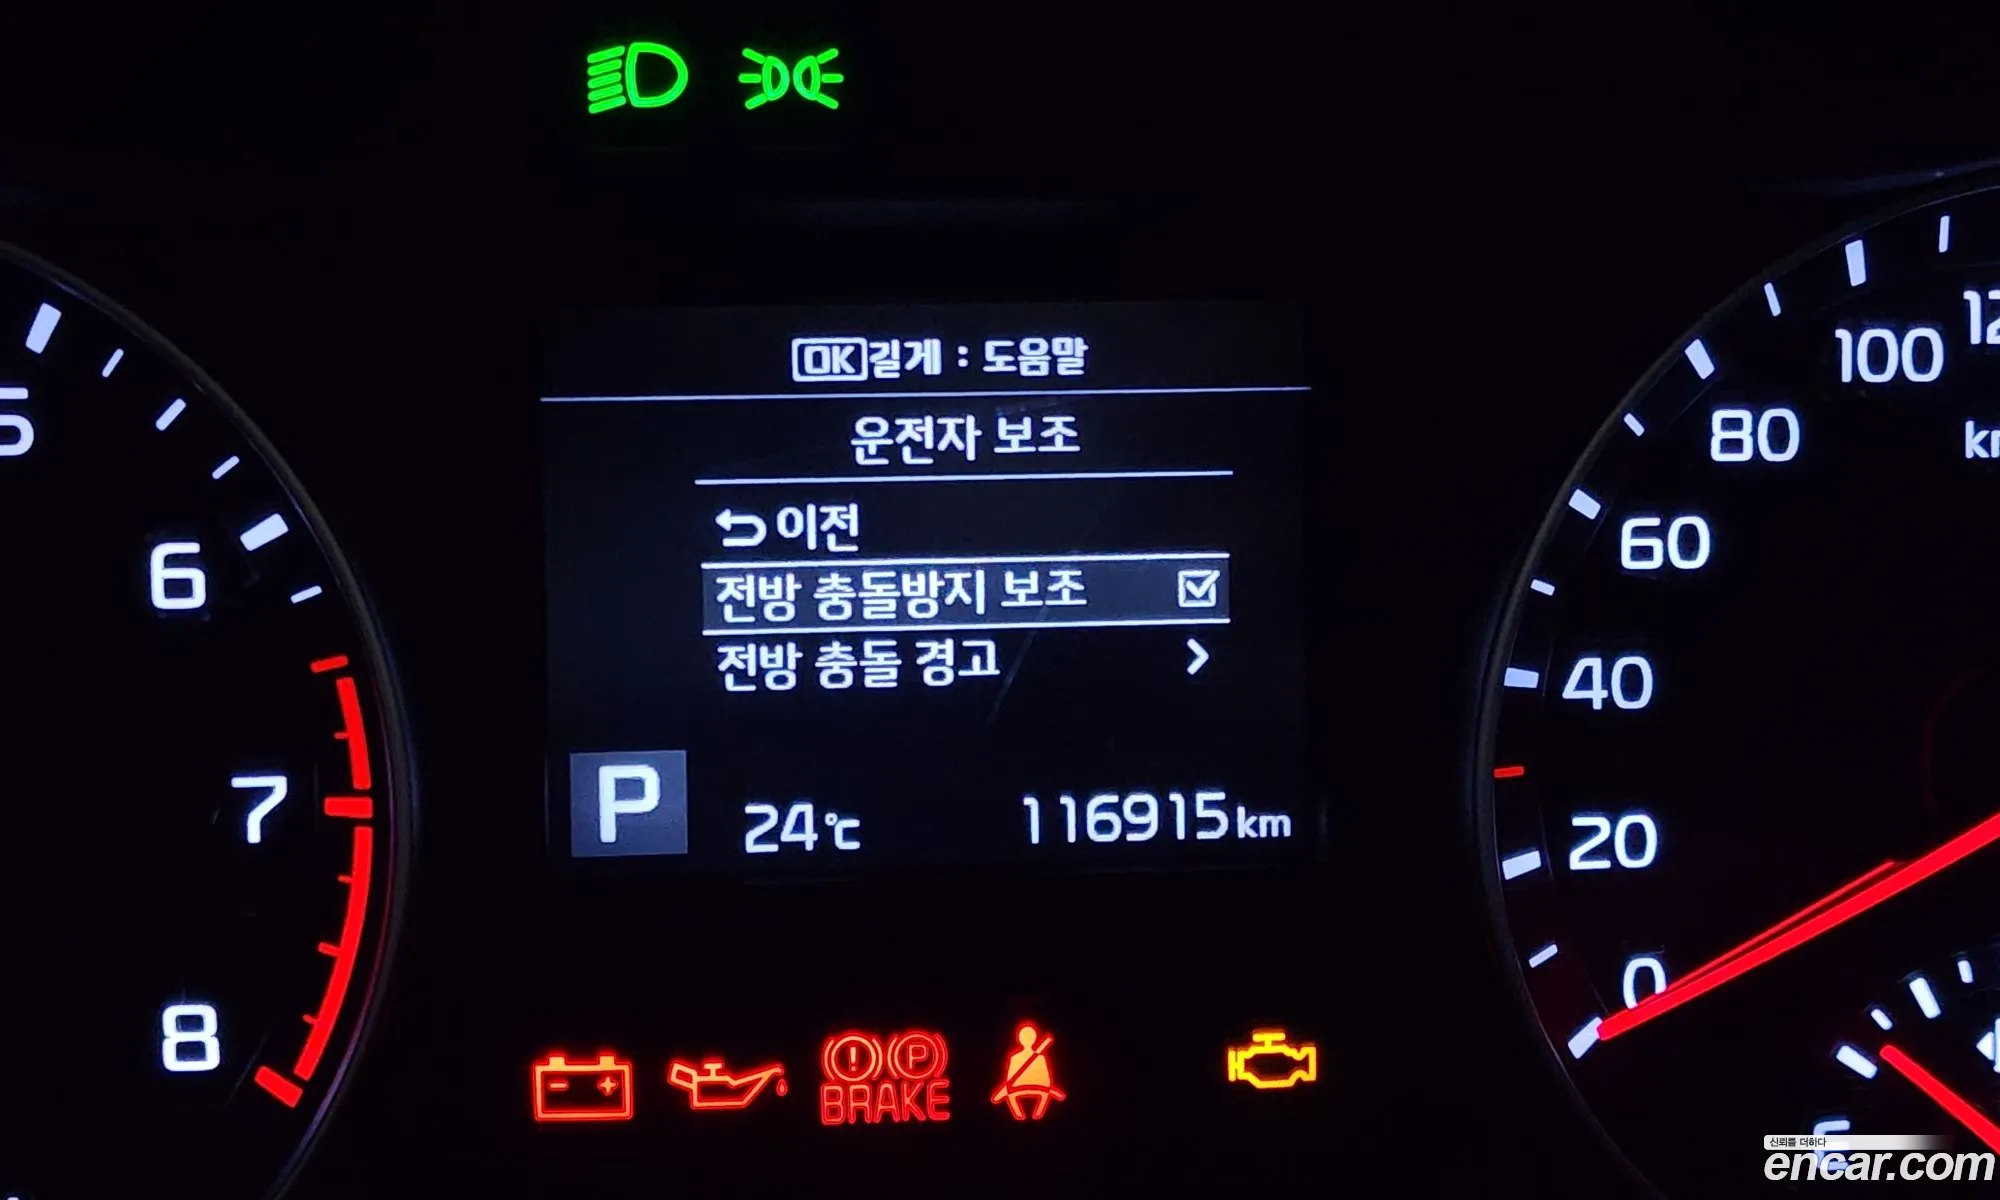 OK길게 : 도움말
운전자 보조
이전
전방 충돌방지 보조
전방 충돌 경고
P
24℃
116915km
5
6
7
8
100
80
60
40
20
0
BRAKE
P
신뢰를 더하다
encar.com